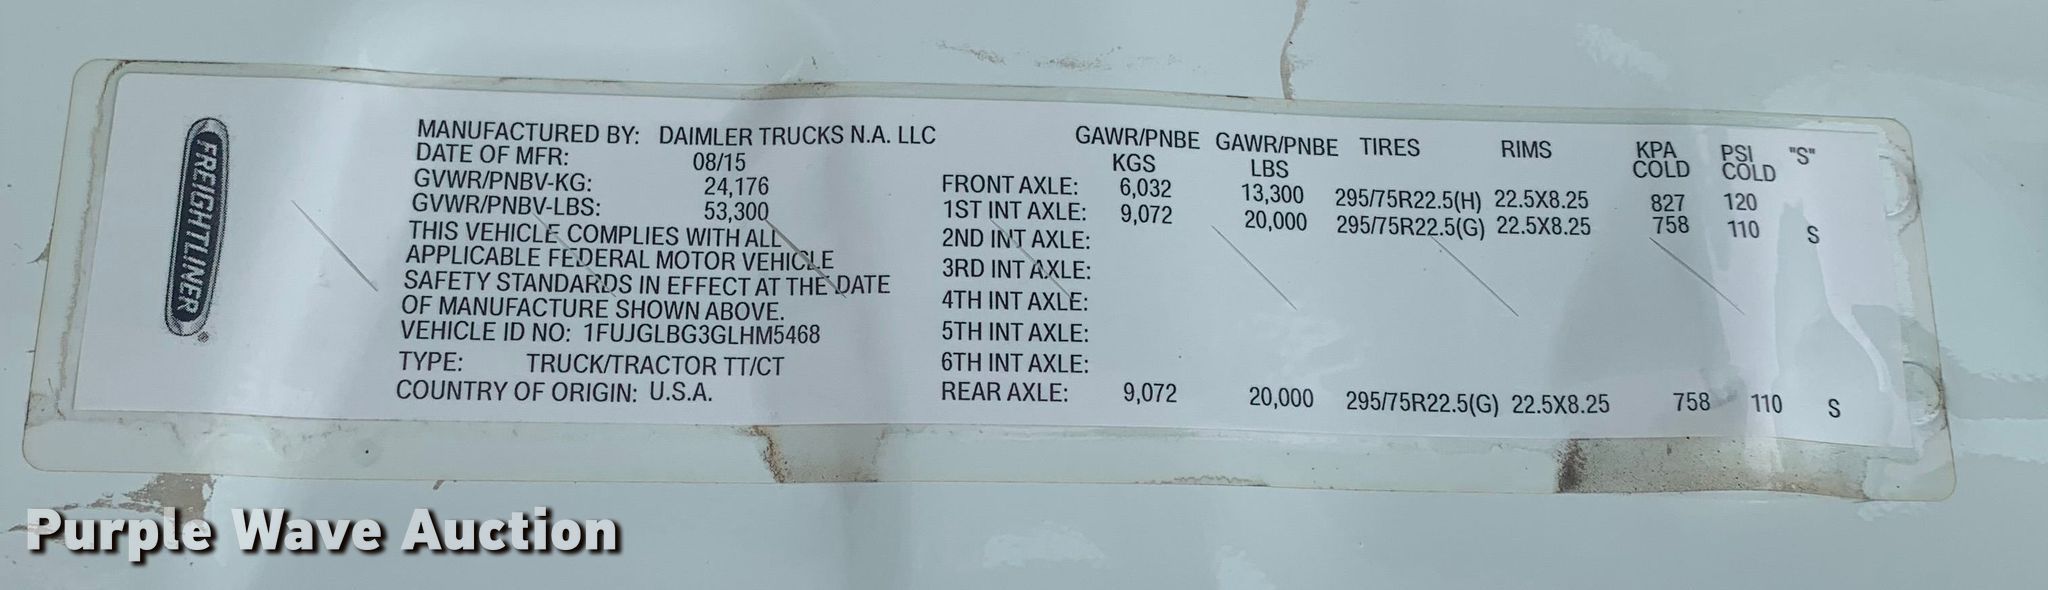 FREIGHTLINER®
MANUFACTURED BY: DAIMLER TRUCKS N.A. LLC
DATE OF MFR: 08/15
GVWR/PNBV-KG: 24,176
GVWR/PNBV-LBS: 53,300
THIS VEHICLE COMPLIES WITH ALL
APPLICABLE FEDERAL MOTOR VEHICLE
SAFETY STANDARDS IN EFFECT AT THE DATE
OF MANUFACTURE SHOWN ABOVE.
VEHICLE ID NO: 1FUJGLBG3GLHM5468
TYPE: TRUCK/TRACTOR TT/CT
COUNTRY OF ORIGIN: U.S.A.
GAWR/PNBE GAWR/PNBE TIRES RIMS KPA PSI "S"
KGS LBS COLD COLD
FRONT AXLE: 6,032 13,300 295/75R22.5(H) 22.5X8.25 827 120
1ST INT AXLE: 9,072 20,000 295/75R22.5(G) 22.5X8.25 758 110 S
2ND INT AXLE:
3RD INT AXLE:
4TH INT AXLE:
5TH INT AXLE:
6TH INT AXLE:
REAR AXLE: 9,072 20,000 295/75R22.5(G) 22.5X8.25 758 110 S
Purple Wave Auction